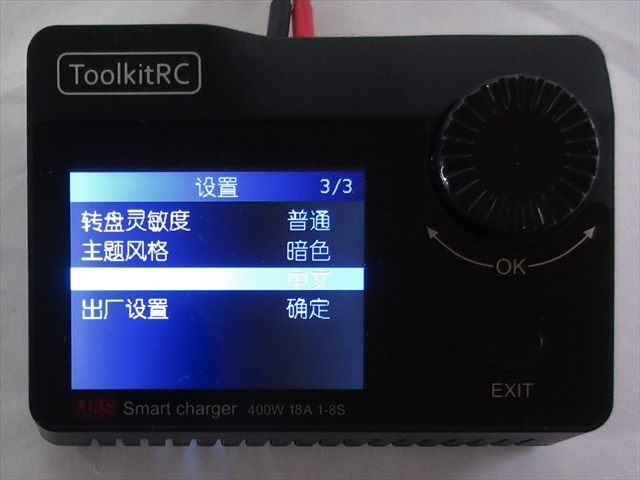 ToolkitRC
设置 3/3
转盘灵敏度 普通
主题风格 暗色
中文
出厂设置 确定
OK
EXIT
M8S Smart charger 400W 18A 1-8S